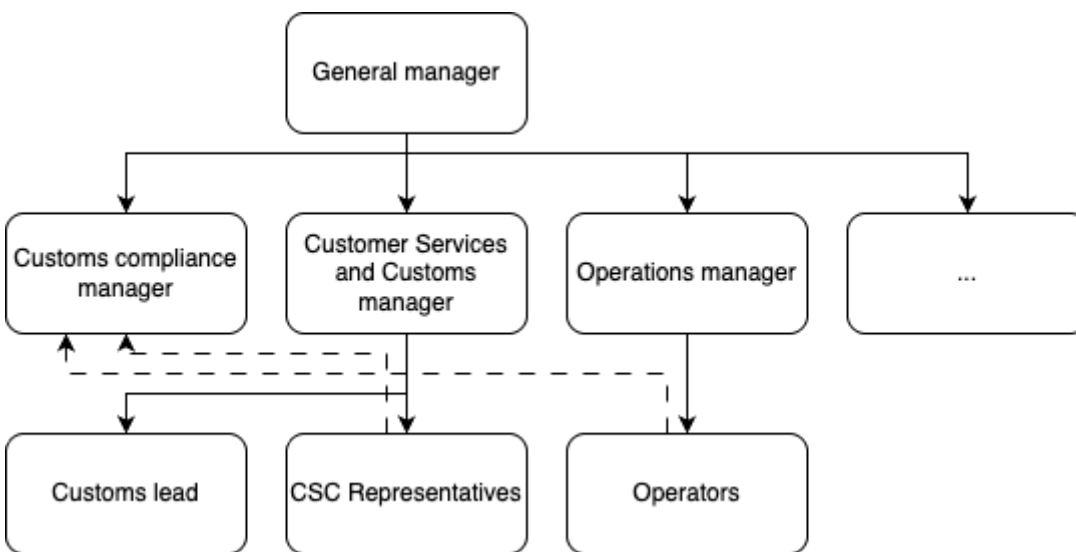 General manager
Customs compliance
manager
Customer Services
and Customs
manager
Operations manager
...
Customs lead
CSC Representatives
Operators